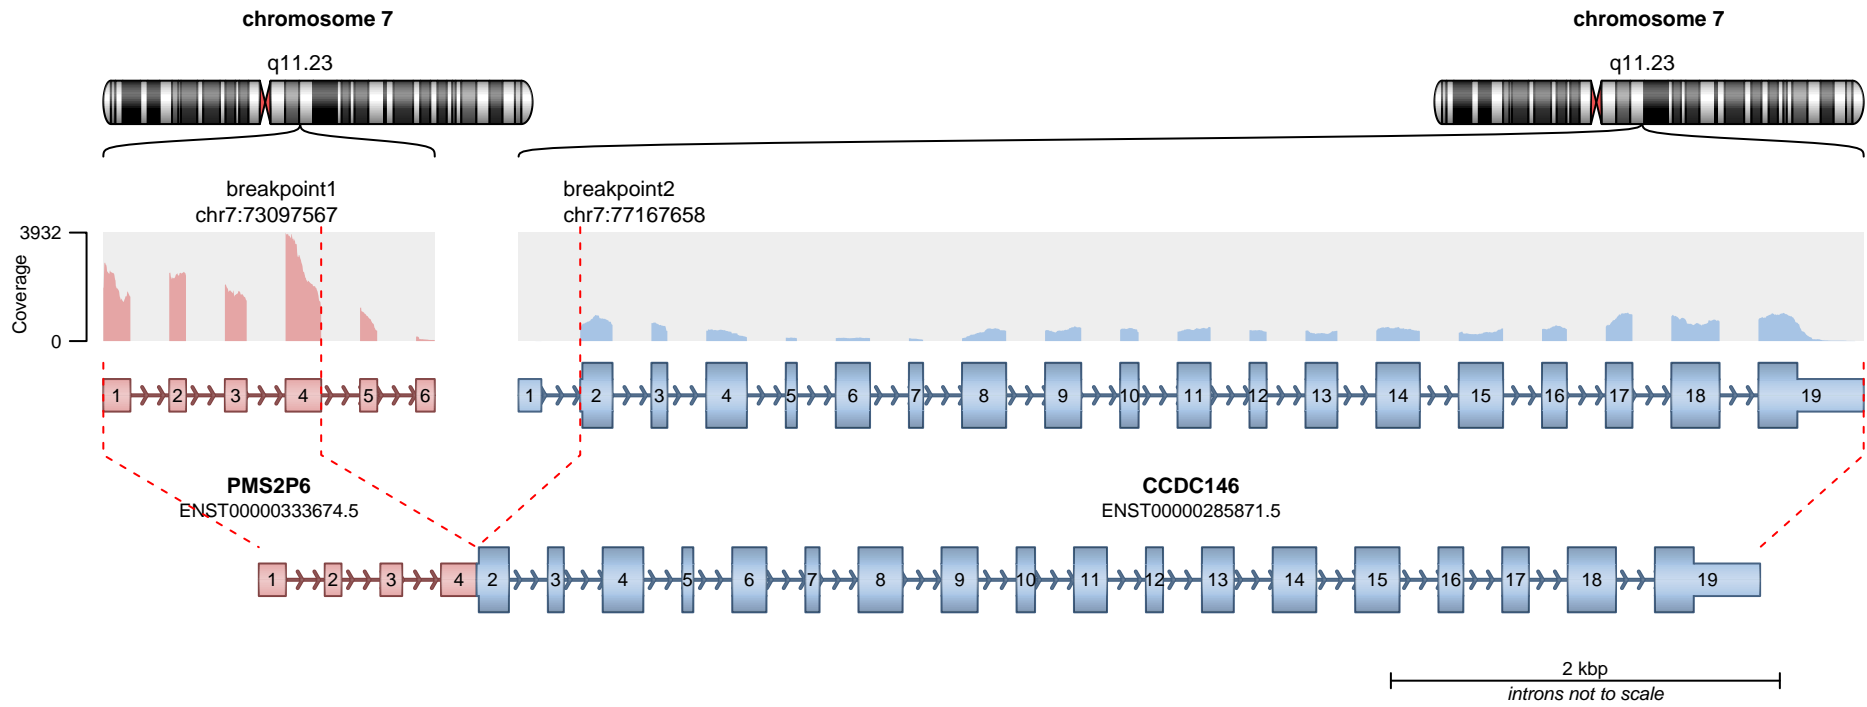 chromosome 7
chromosome 7
q11.23
q11.23
breakpoint1
chr7:73097567
breakpoint2
chr7:77167658
3932
Coverage
0
1 2 3 4 5 6
1 2 3 4 5 6 7 8 9 10 11 12 13 14 15 16 17 18 19
PMS2P6
ENST00000333674.5
CCDC146
ENST00000285871.5
1 2 3 4 2 3 4 5 6 7 8 9 10 11 12 13 14 15 16 17 18 19
2 kbp
introns not to scale